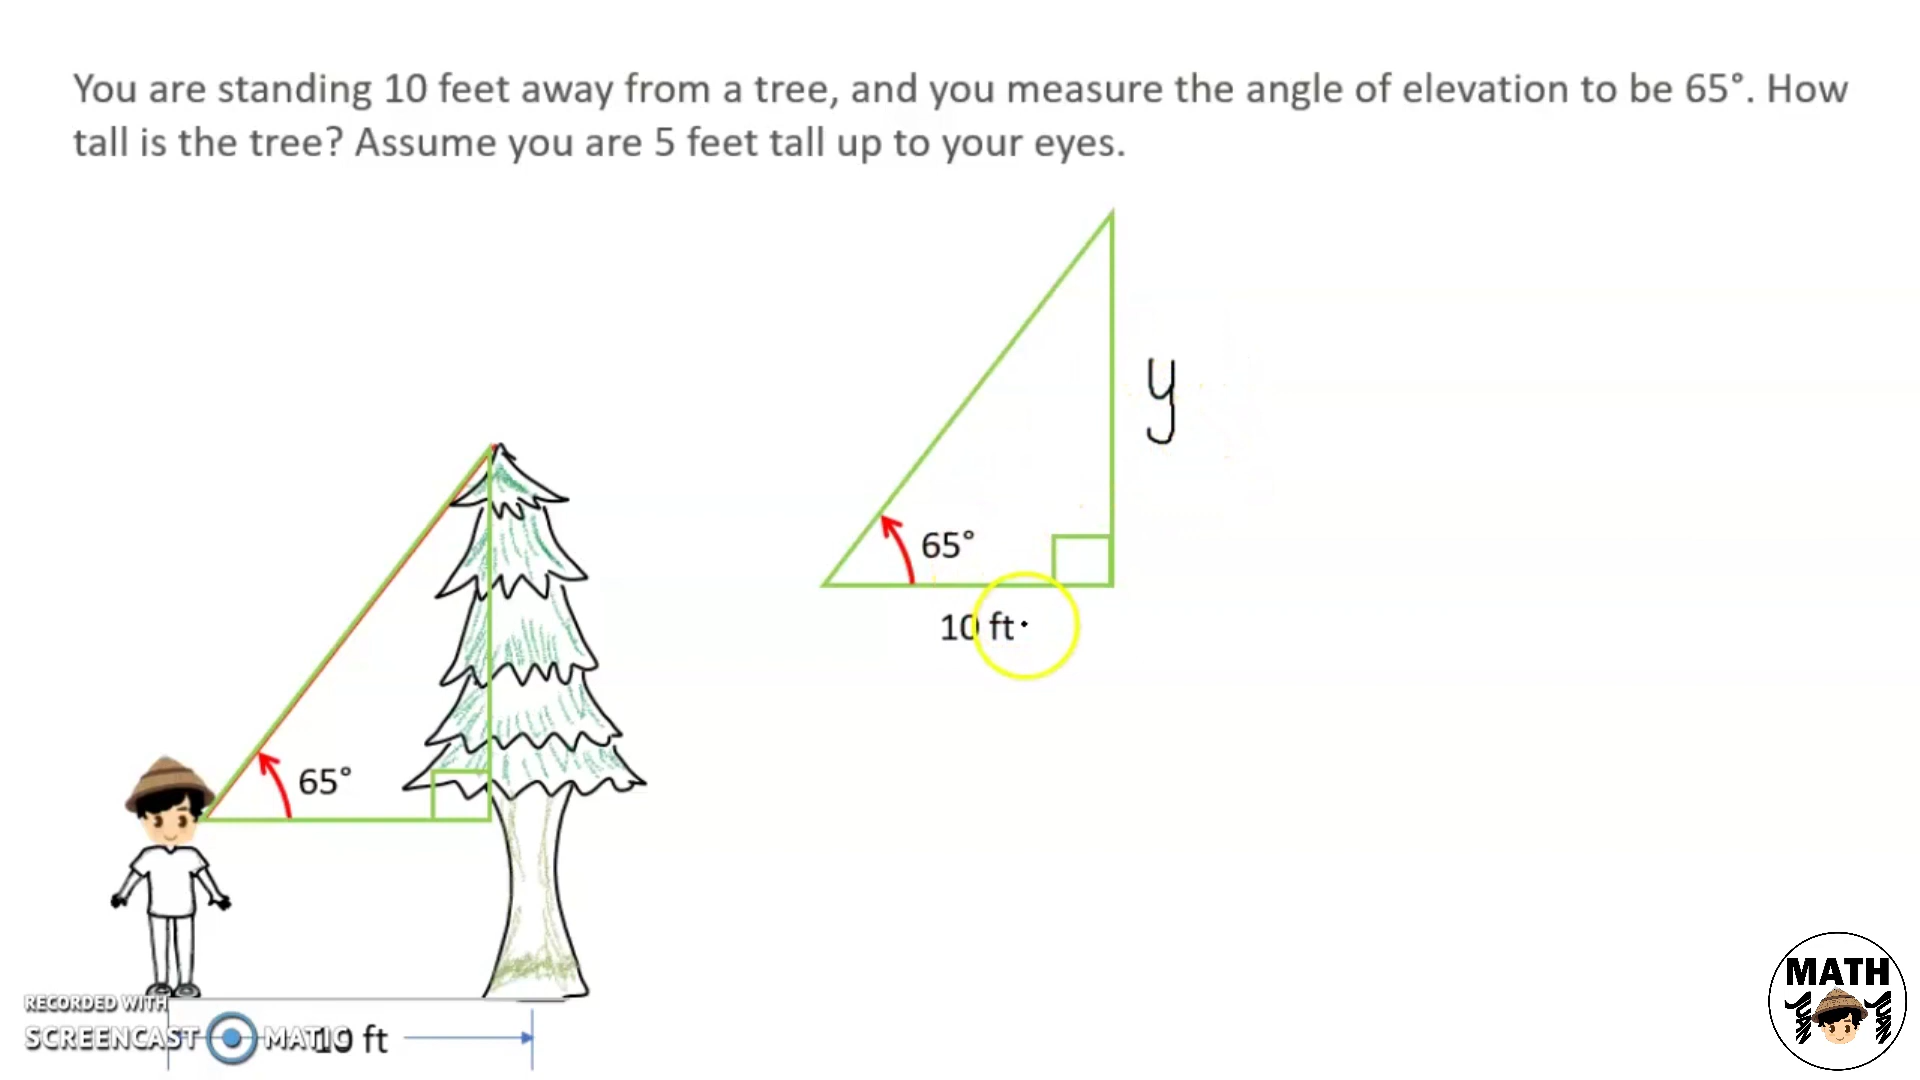 You are standing 10 feet away from a tree, and you measure the angle of elevation to be 65°. How
tall is the tree? Assume you are 5 feet tall up to your eyes.
y
65°
10 ft
65°
RECORDED WITH
SCREENCAST MATIC
10 ft
MATH